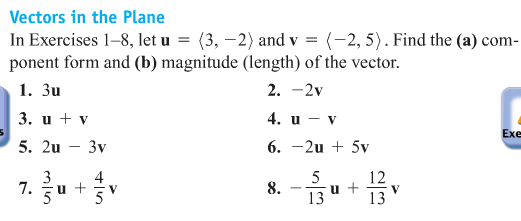 Vectors in the Plane
In Exercises 1–8, let u = ⟨3, −2⟩ and v = ⟨−2, 5⟩. Find the (a) com-
ponent form and (b) magnitude (length) of the vector.
1. 3u 2. −2v
3. u + v 4. u − v
5. 2u − 3v 6. −2u + 5v
7. 3/5 u + 4/5 v 8. −5/13 u + 12/13 v
s
Exe